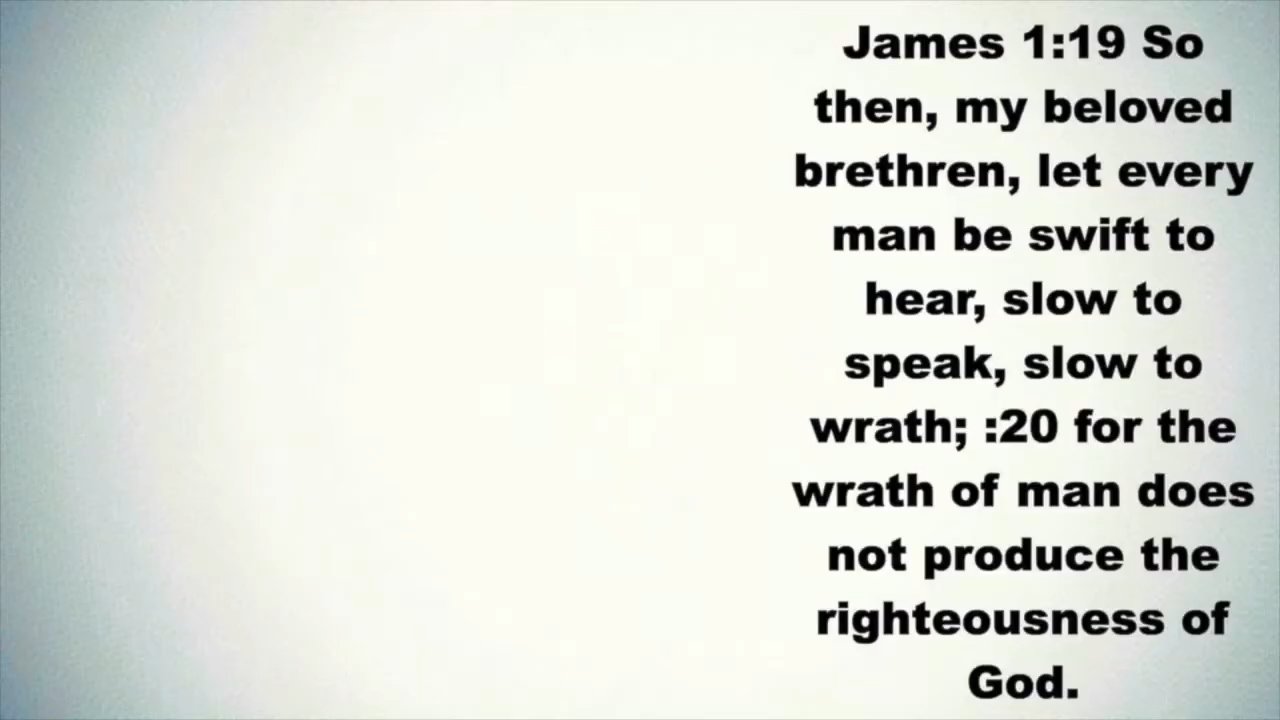 James 1:19 So
then, my beloved
brethren, let every
man be swift to
hear, slow to
speak, slow to
wrath; :20 for the
wrath of man does
not produce the
righteousness of
God.